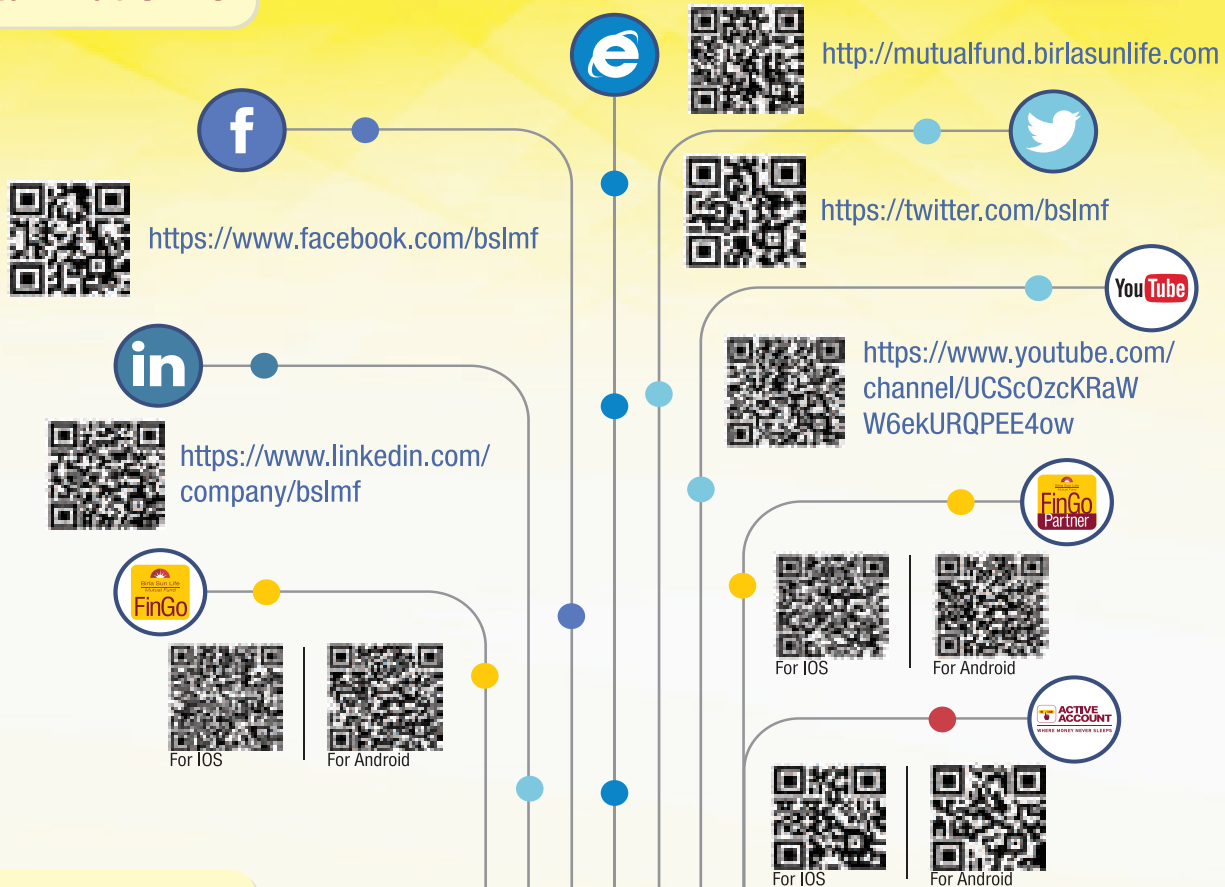 http://mutualfund.birlasunlife.com
f
https://twitter.com/bslmf
https://www.facebook.com/bslmf
YouTube
in
https://www.youtube.com/
channel/UCScOzcKRaW
W6ekURQPEE4ow
https://www.linkedin.com/
company/bslmf
FinGo
Partner
Birla Sun Life
Mutual Fund
FinGo
For IOS
For Android
For IOS
For Android
ACTIVE
ACCOUNT
WHERE MONEY NEVER SLEEPS
For IOS
For Android